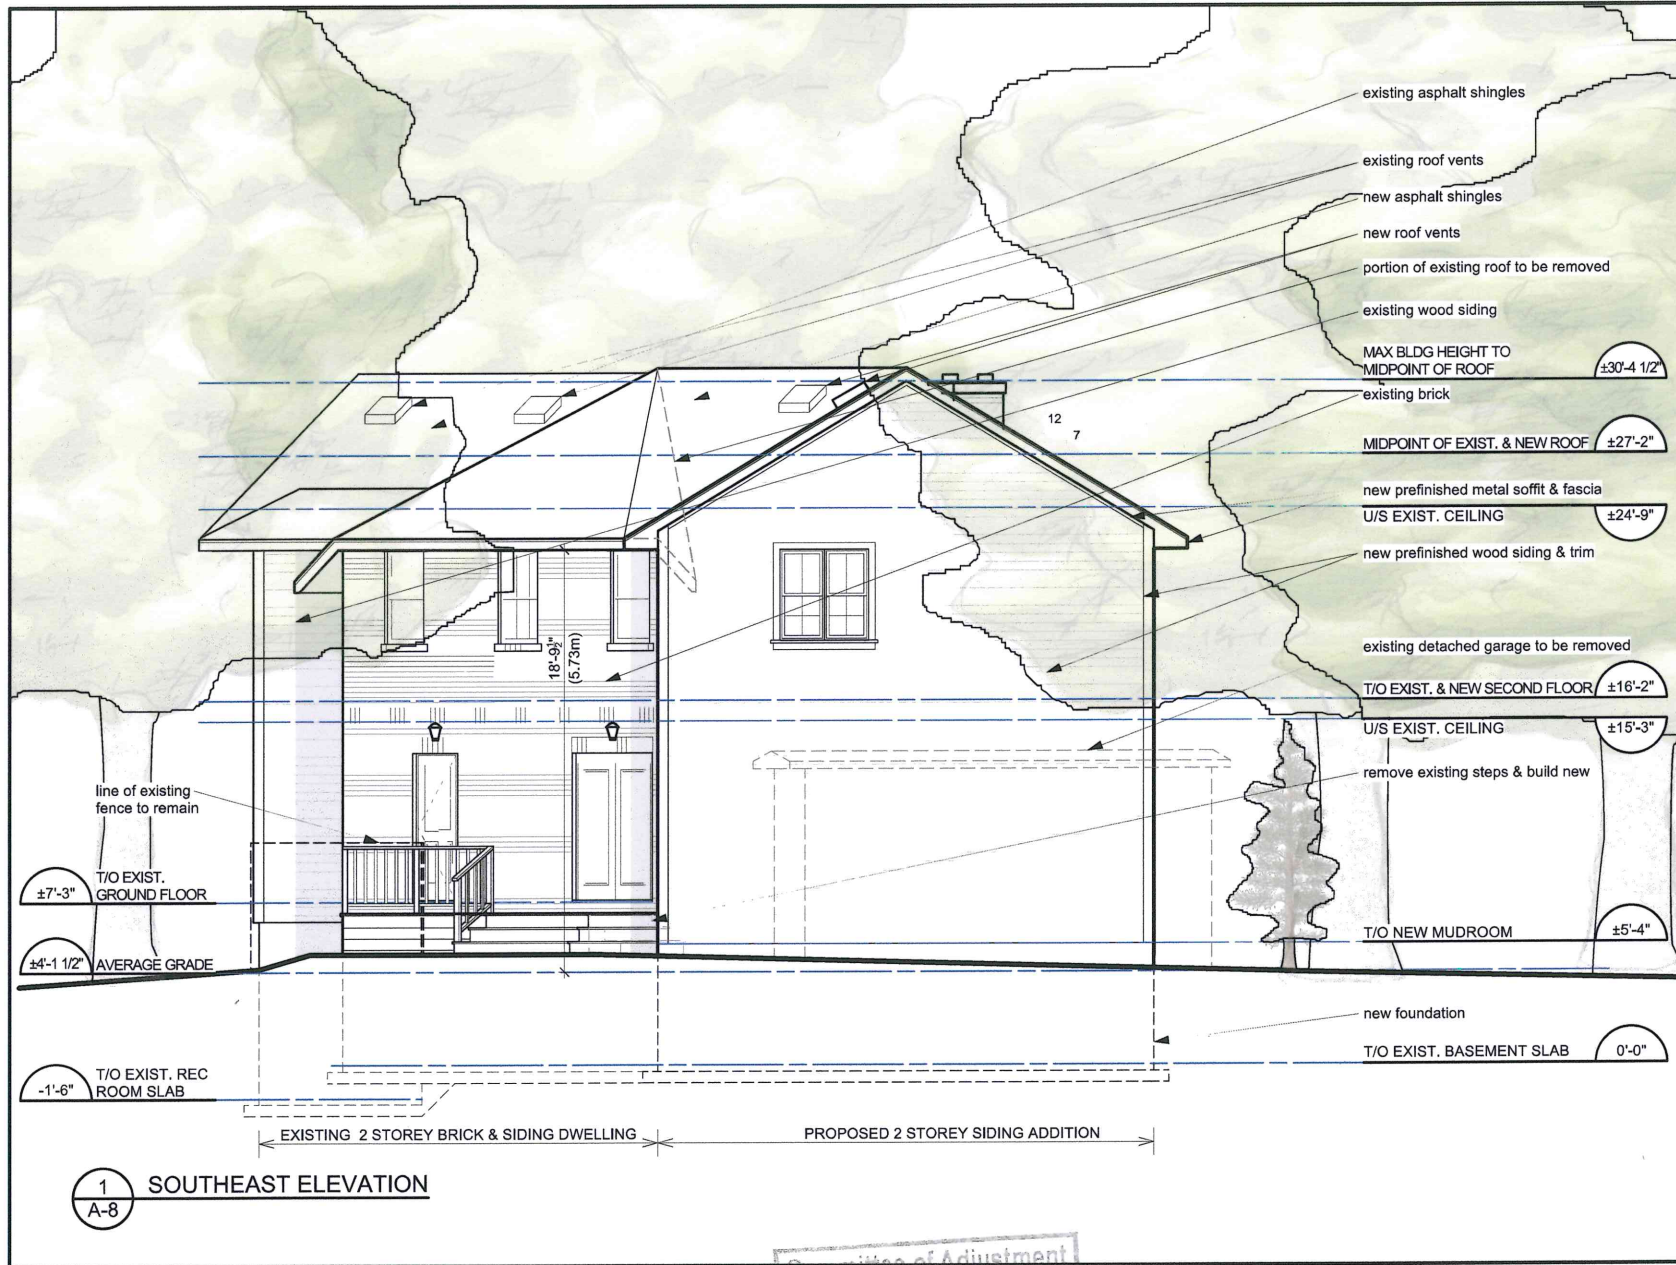 existing asphalt shingles
existing roof vents
new asphalt shingles
new roof vents
portion of existing roof to be removed
existing wood siding
MAX BLDG HEIGHT TO
MIDPOINT OF ROOF
±30'-4 1/2"
existing brick
12
7
MIDPOINT OF EXIST. & NEW ROOF
±27'-2"
new prefinished metal soffit & fascia
U/S EXIST. CEILING
±24'-9"
new prefinished wood siding & trim
18'-9½"
(5.73m)
existing detached garage to be removed
T/O EXIST. & NEW SECOND FLOOR
±16'-2"
U/S EXIST. CEILING
±15'-3"
remove existing steps & build new
line of existing
fence to remain
±7'-3"
T/O EXIST.
GROUND FLOOR
T/O NEW MUDROOM
±5'-4"
±4'-1 1/2"
AVERAGE GRADE
new foundation
T/O EXIST. BASEMENT SLAB
0'-0"
-1'-6"
T/O EXIST. REC
ROOM SLAB
EXISTING 2 STOREY BRICK & SIDING DWELLING
PROPOSED 2 STOREY SIDING ADDITION
1
A-8
SOUTHEAST ELEVATION
of Adjustment